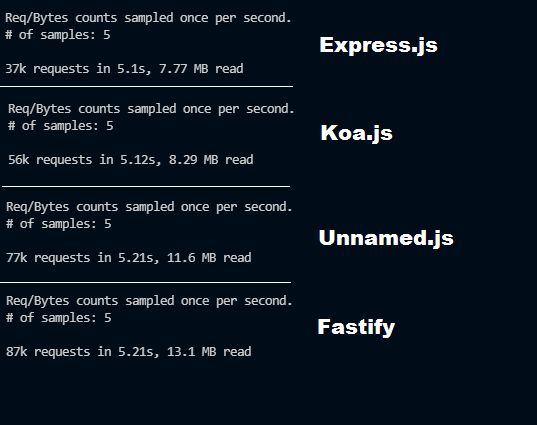 Req/Bytes counts sampled once per second.
# of samples: 5
Express.js
37k requests in 5.1s, 7.77 MB read
Req/Bytes counts sampled once per second.
# of samples: 5
Koa.js
56k requests in 5.12s, 8.29 MB read
Req/Bytes counts sampled once per second.
# of samples: 5
Unnamed.js
77k requests in 5.21s, 11.6 MB read
Req/Bytes counts sampled once per second.
# of samples: 5
Fastify
87k requests in 5.21s, 13.1 MB read